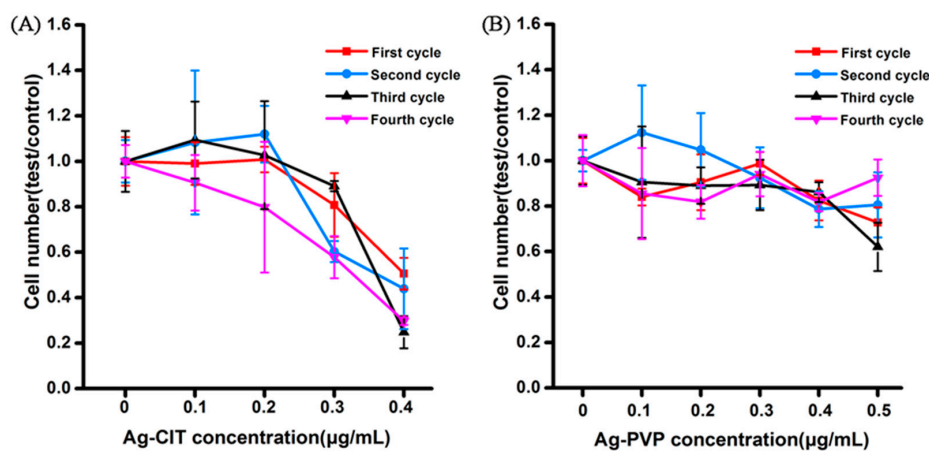 (A)
1.6
1.4
1.2
1.0
0.8
0.6
0.4
0.2
0.0
Cell number(test/control)
First cycle
Second cycle
Third cycle
Fourth cycle
0 0.1 0.2 0.3 0.4
Ag-CIT concentration(µg/mL)
(B)
1.6
1.4
1.2
1.0
0.8
0.6
0.4
0.2
0.0
Cell number(test/control)
First cycle
Second cycle
Third cycle
Fourth cycle
0 0.1 0.2 0.3 0.4 0.5
Ag-PVP concentration(µg/mL)